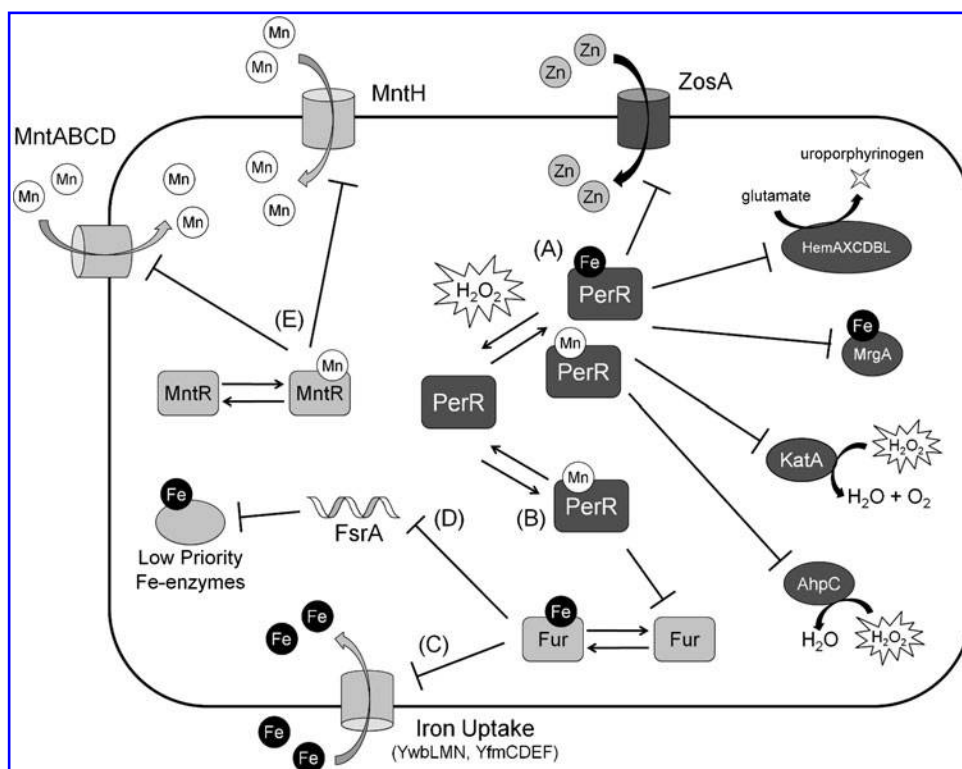 Mn
Mn
Mn
MntH
Zn
Zn
ZosA
MntABCD
Mn
Mn
Mn
Mn
Mn
Mn
Zn
Zn
uroporphyrinogen
glutamate
HemAXCDBL
(A)
Fe
PerR
H₂O₂
Mn
PerR
Fe
MrgA
(E)
Mn
MntR
MntR
PerR
KatA
H₂O₂
H₂O + O₂
Mn
PerR
(B)
Fe
FsrA
(D)
Low Priority
Fe-enzymes
AhpC
H₂O
H₂O₂
Fe
Fur
Fur
(C)
Fe
Fe
Fe
Fe
Iron Uptake
(YwbLMN, YfmCDEF)